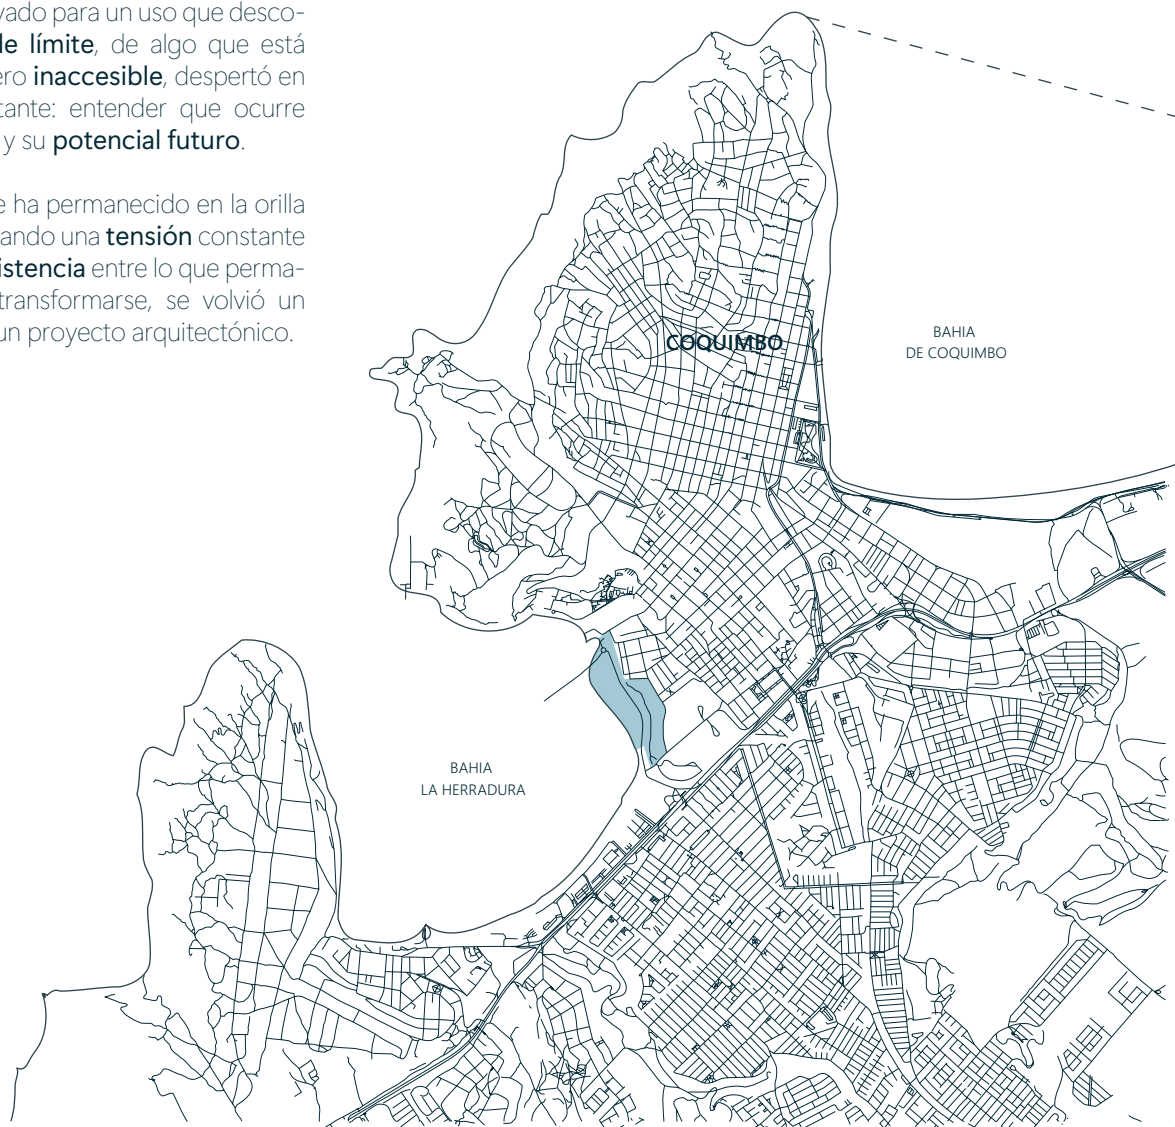 vado para un uso que desco-
de límite, de algo que está
ero inaccesible, despertó en
tante: entender que ocurre
y su potencial futuro.
e ha permanecido en la orilla
ando una tensión constante
istencia entre lo que perma-
transformarse, se volvió un
un proyecto arquitectónico.
COQUIMBO
BAHIA
DE COQUIMBO
BAHIA
LA HERRADURA